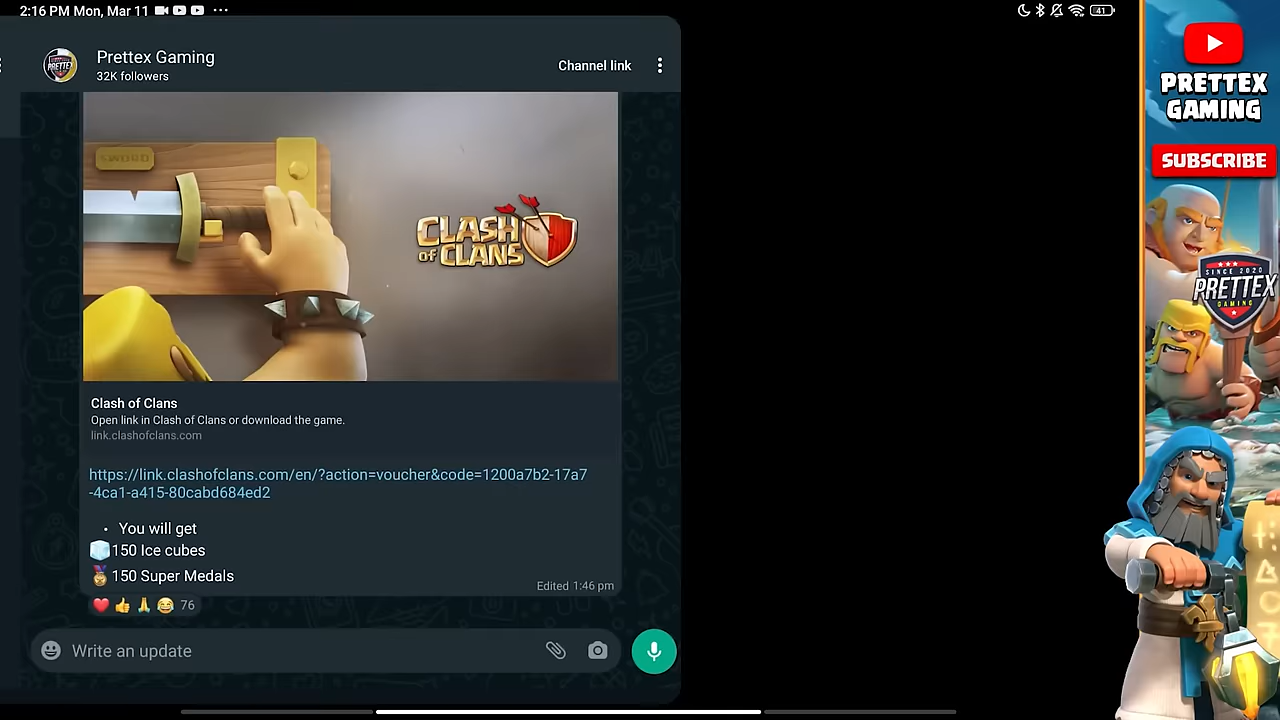 2:16 PM Mon, Mar 11
41
Prettex Gaming
32K followers
Channel link
SWORD
CLASH
of CLANS
Clash of Clans
Open link in Clash of Clans or download the game.
link.clashofclans.com
https://link.clashofclans.com/en/?action=voucher&code=1200a7b2-17a7
-4ca1-a415-80cabd684ed2
• You will get
🧊150 Ice cubes
🏅150 Super Medals
Edited 1:46 pm
❤️👍🙏😂 76
Write an update
PRETTEX
GAMING
SUBSCRIBE
SINCE 2020
PRETTEX
GAMING